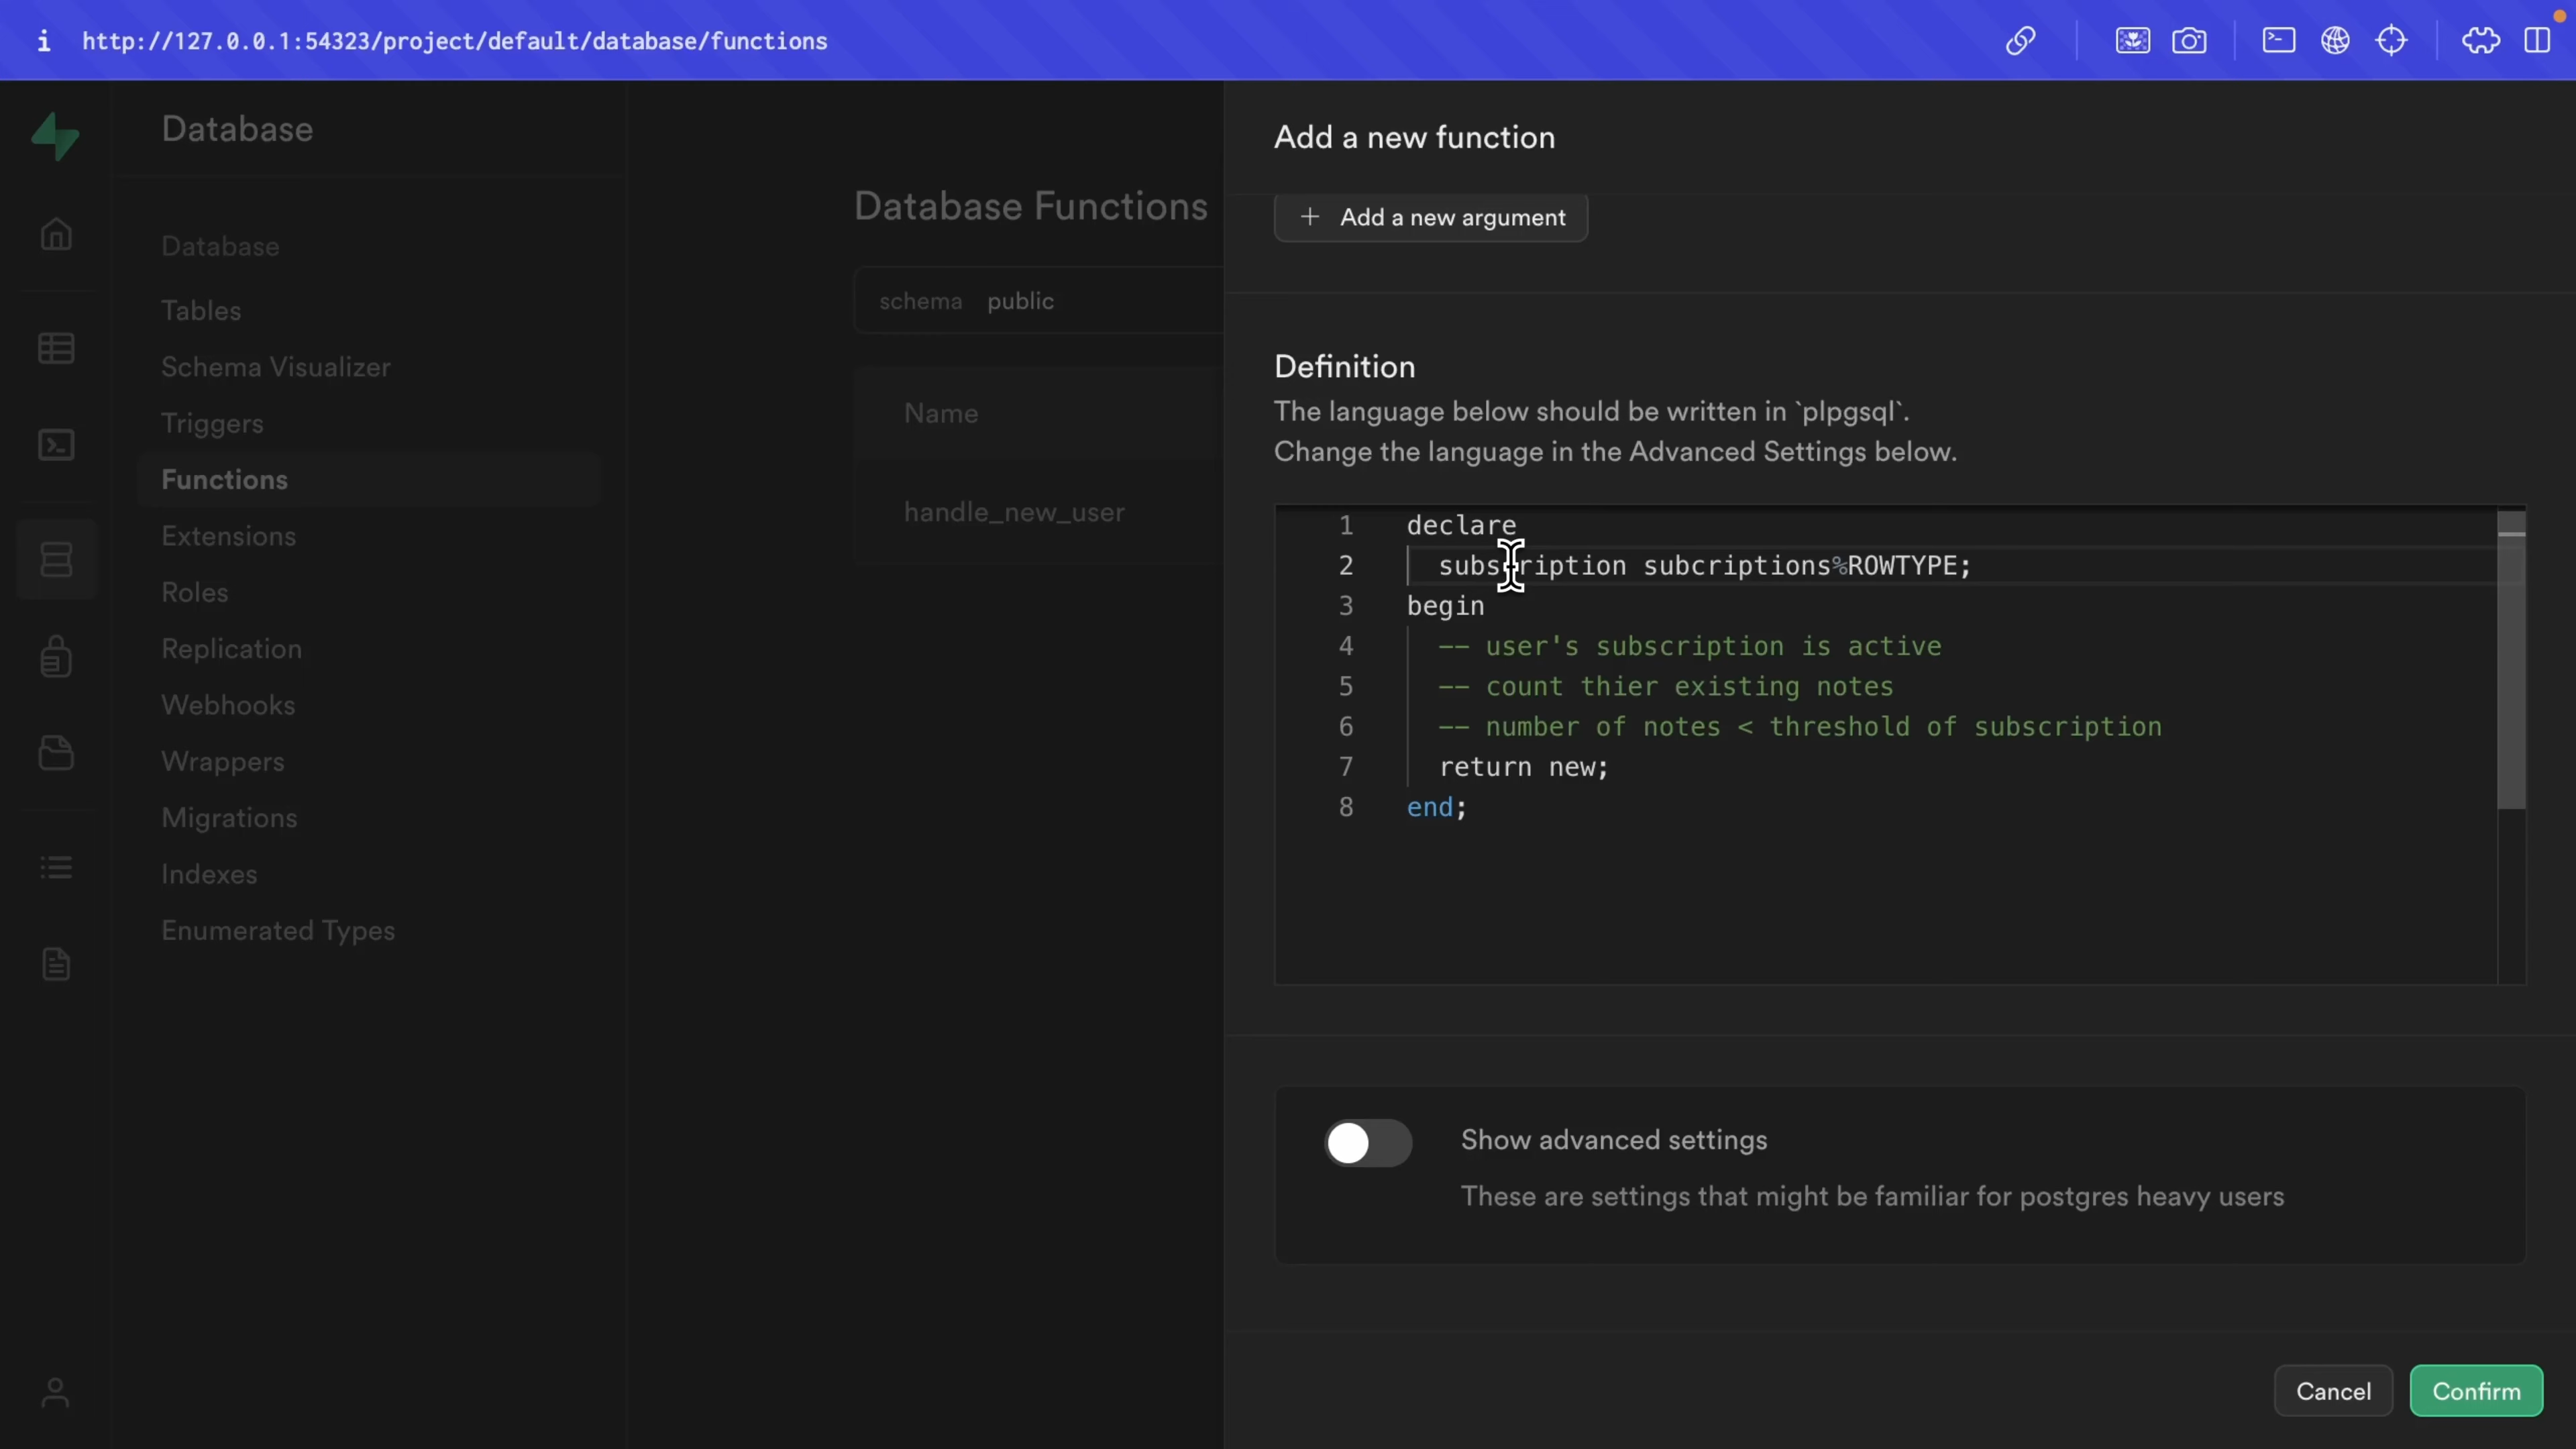 http://127.0.0.1:54323/project/default/database/functions
Database
Database
Tables
Schema Visualizer
Triggers
Functions
Extensions
Roles
Replication
Webhooks
Wrappers
Migrations
Indexes
Enumerated Types
Database Functions
schema public
Name
handle_new_user
Add a new function
+ Add a new argument
Definition
The language below should be written in `plpgsql`.
Change the language in the Advanced Settings below.
1 declare
2 subscription subcriptions%ROWTYPE;
3 begin
4 -- user's subscription is active
5 -- count thier existing notes
6 -- number of notes < threshold of subscription
7 return new;
8 end;
Show advanced settings
These are settings that might be familiar for postgres heavy users
Cancel
Confirm